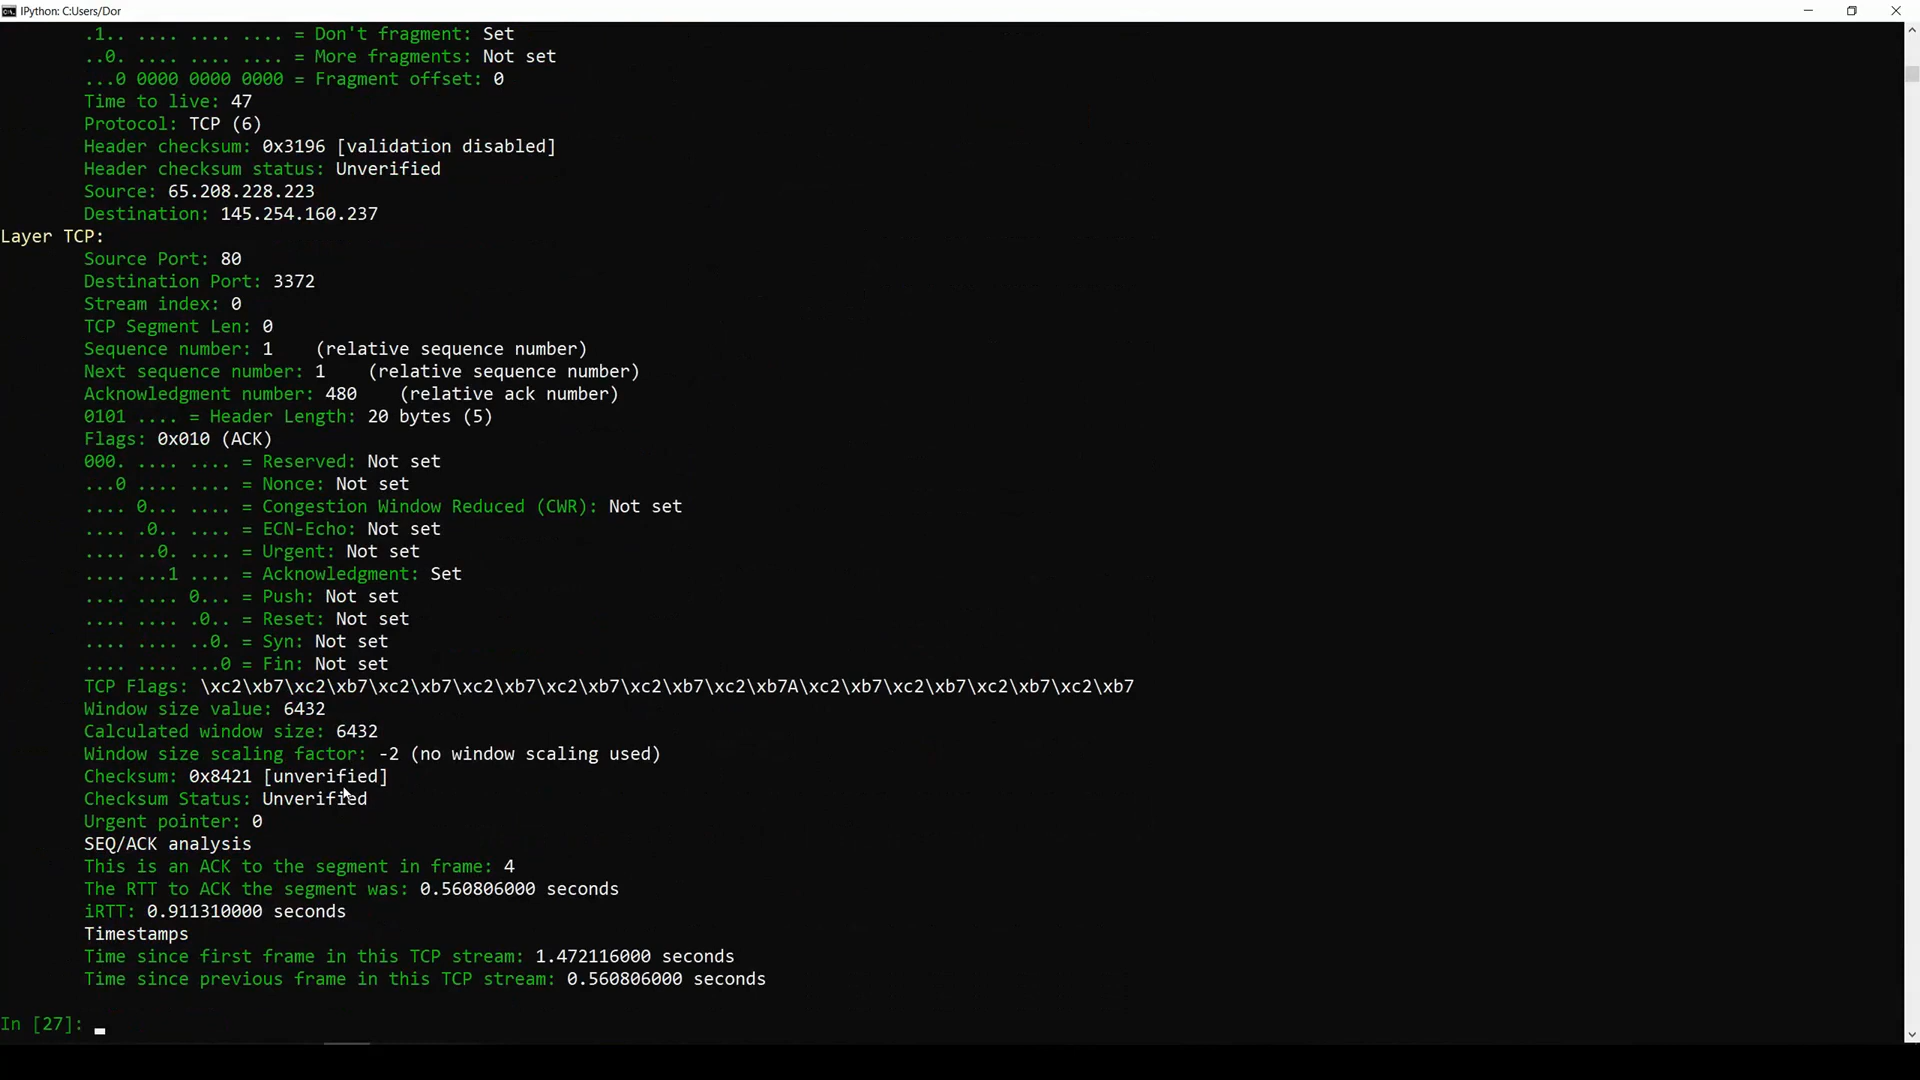 IPython: C:Users/Dor
.1.. .... .... .... = Don't fragment: Set
..0. .... .... .... = More fragments: Not set
...0 0000 0000 0000 = Fragment offset: 0
Time to live: 47
Protocol: TCP (6)
Header checksum: 0x3196 [validation disabled]
Header checksum status: Unverified
Source: 65.208.228.223
Destination: 145.254.160.237
Layer TCP:
Source Port: 80
Destination Port: 3372
Stream index: 0
TCP Segment Len: 0
Sequence number: 1    (relative sequence number)
Next sequence number: 1    (relative sequence number)
Acknowledgment number: 480    (relative ack number)
0101 .... = Header Length: 20 bytes (5)
Flags: 0x010 (ACK)
000. .... .... = Reserved: Not set
...0 .... .... = Nonce: Not set
.... 0... .... = Congestion Window Reduced (CWR): Not set
.... .0.. .... = ECN-Echo: Not set
.... ..0. .... = Urgent: Not set
.... ...1 .... = Acknowledgment: Set
.... .... 0... = Push: Not set
.... .... .0.. = Reset: Not set
.... .... ..0. = Syn: Not set
.... .... ...0 = Fin: Not set
TCP Flags: \xc2\xb7\xc2\xb7\xc2\xb7\xc2\xb7\xc2\xb7\xc2\xb7\xc2\xb7A\xc2\xb7\xc2\xb7\xc2\xb7\xc2\xb7
Window size value: 6432
Calculated window size: 6432
Window size scaling factor: -2 (no window scaling used)
Checksum: 0x8421 [unverified]
Checksum Status: Unverified
Urgent pointer: 0
SEQ/ACK analysis
This is an ACK to the segment in frame: 4
The RTT to ACK the segment was: 0.560806000 seconds
iRTT: 0.911310000 seconds
Timestamps
Time since first frame in this TCP stream: 1.472116000 seconds
Time since previous frame in this TCP stream: 0.560806000 seconds
In [27]: